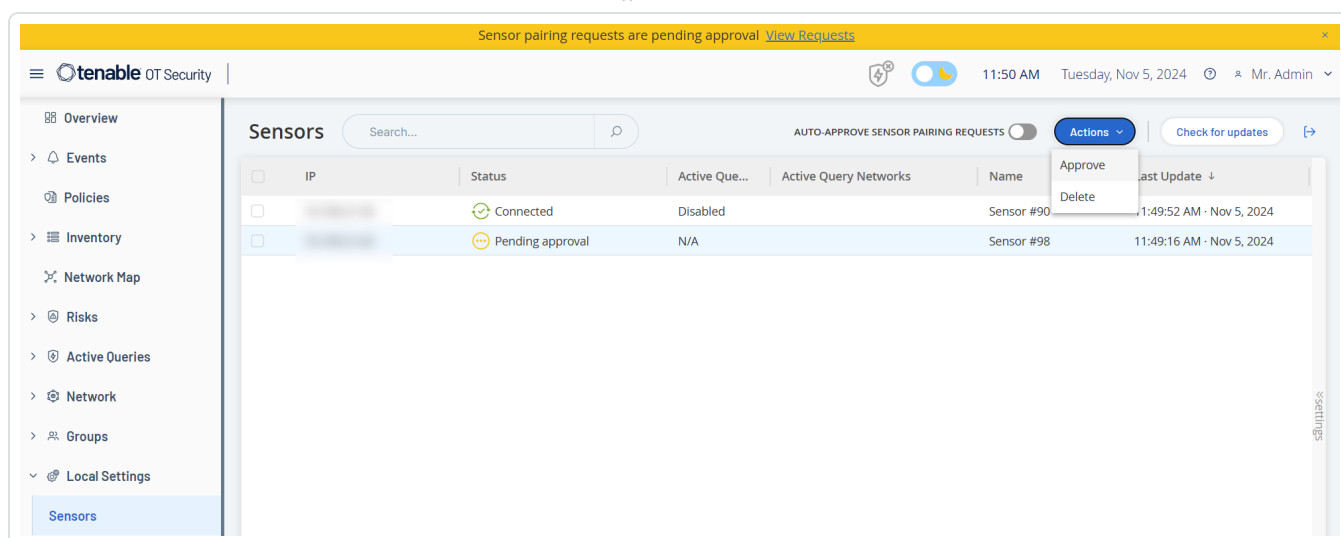 Sensor pairing requests are pending approval View Requests ×
tenable OT Security
11:50 AM Tuesday, Nov 5, 2024 Mr. Admin
Overview
Events
Policies
Inventory
Network Map
Risks
Active Queries
Network
Groups
Local Settings
Sensors
Sensors Search... AUTO-APPROVE SENSOR PAIRING REQUESTS Actions Check for updates
Approve
Delete
IP Status Active Que... Active Query Networks Name Last Update ↓
Connected Disabled Sensor #90 11:49:52 AM · Nov 5, 2024
Pending approval N/A Sensor #98 11:49:16 AM · Nov 5, 2024
settings